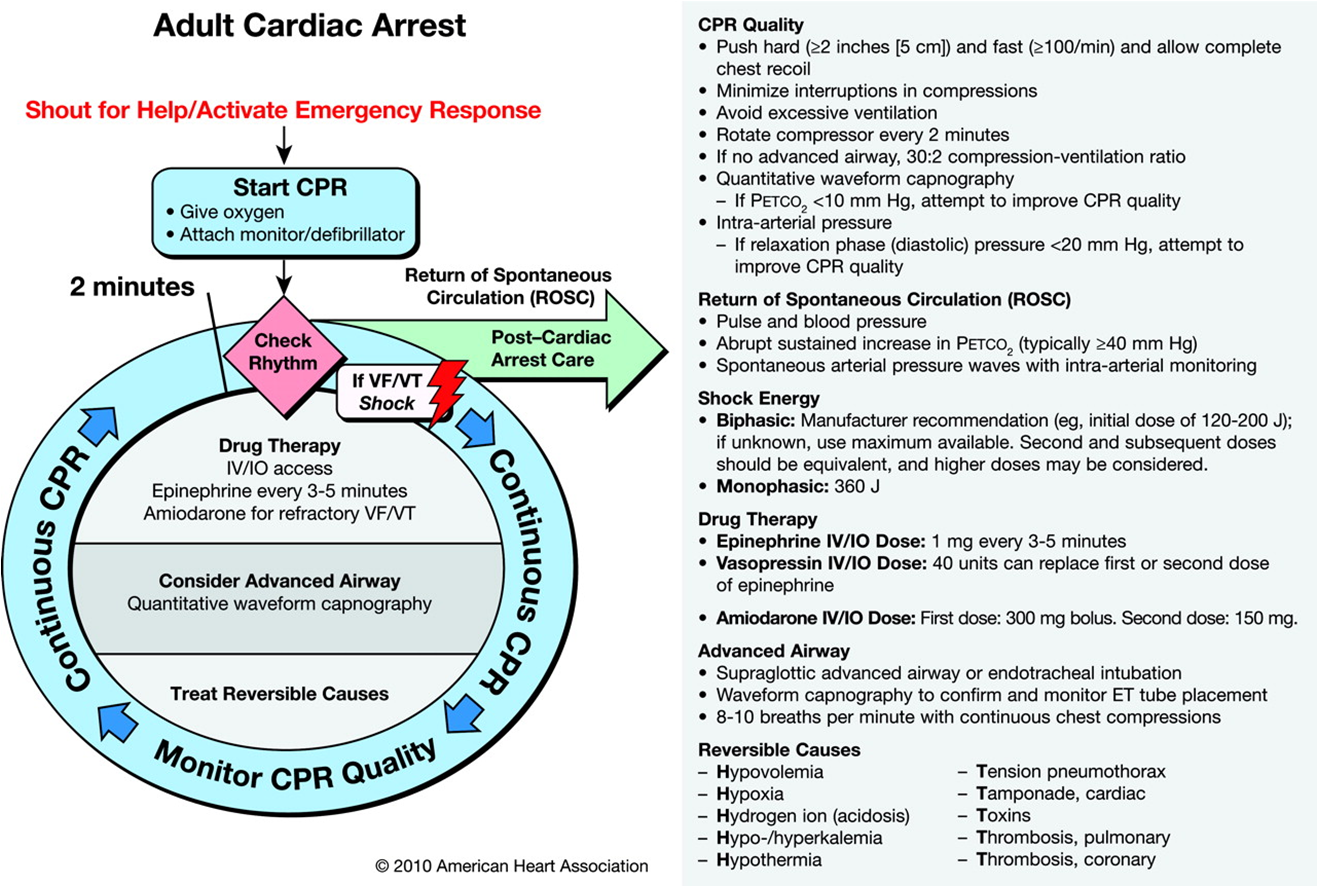 Adult Cardiac Arrest
Shout for Help/Activate Emergency Response
Start CPR
• Give oxygen
• Attach monitor/defibrillator
2 minutes
Return of Spontaneous
Circulation (ROSC)
Check
Rhythm
Post–Cardiac
Arrest Care
If VF/VT
Shock
Drug Therapy
IV/IO access
Epinephrine every 3-5 minutes
Amiodarone for refractory VF/VT
Consider Advanced Airway
Quantitative waveform capnography
Treat Reversible Causes
Continuous CPR
Continuous CPR
Monitor CPR Quality
© 2010 American Heart Association
CPR Quality
• Push hard (≥2 inches [5 cm]) and fast (≥100/min) and allow complete
chest recoil
• Minimize interruptions in compressions
• Avoid excessive ventilation
• Rotate compressor every 2 minutes
• If no advanced airway, 30:2 compression-ventilation ratio
• Quantitative waveform capnography
– If PETCO₂ <10 mm Hg, attempt to improve CPR quality
• Intra-arterial pressure
– If relaxation phase (diastolic) pressure <20 mm Hg, attempt to
improve CPR quality
Return of Spontaneous Circulation (ROSC)
• Pulse and blood pressure
• Abrupt sustained increase in PETCO₂ (typically ≥40 mm Hg)
• Spontaneous arterial pressure waves with intra-arterial monitoring
Shock Energy
• Biphasic: Manufacturer recommendation (eg, initial dose of 120-200 J);
if unknown, use maximum available. Second and subsequent doses
should be equivalent, and higher doses may be considered.
• Monophasic: 360 J
Drug Therapy
• Epinephrine IV/IO Dose: 1 mg every 3-5 minutes
• Vasopressin IV/IO Dose: 40 units can replace first or second dose
of epinephrine
• Amiodarone IV/IO Dose: First dose: 300 mg bolus. Second dose: 150 mg.
Advanced Airway
• Supraglottic advanced airway or endotracheal intubation
• Waveform capnography to confirm and monitor ET tube placement
• 8-10 breaths per minute with continuous chest compressions
Reversible Causes
– Hypovolemia
– Hypoxia
– Hydrogen ion (acidosis)
– Hypo-/hyperkalemia
– Hypothermia
– Tension pneumothorax
– Tamponade, cardiac
– Toxins
– Thrombosis, pulmonary
– Thrombosis, coronary